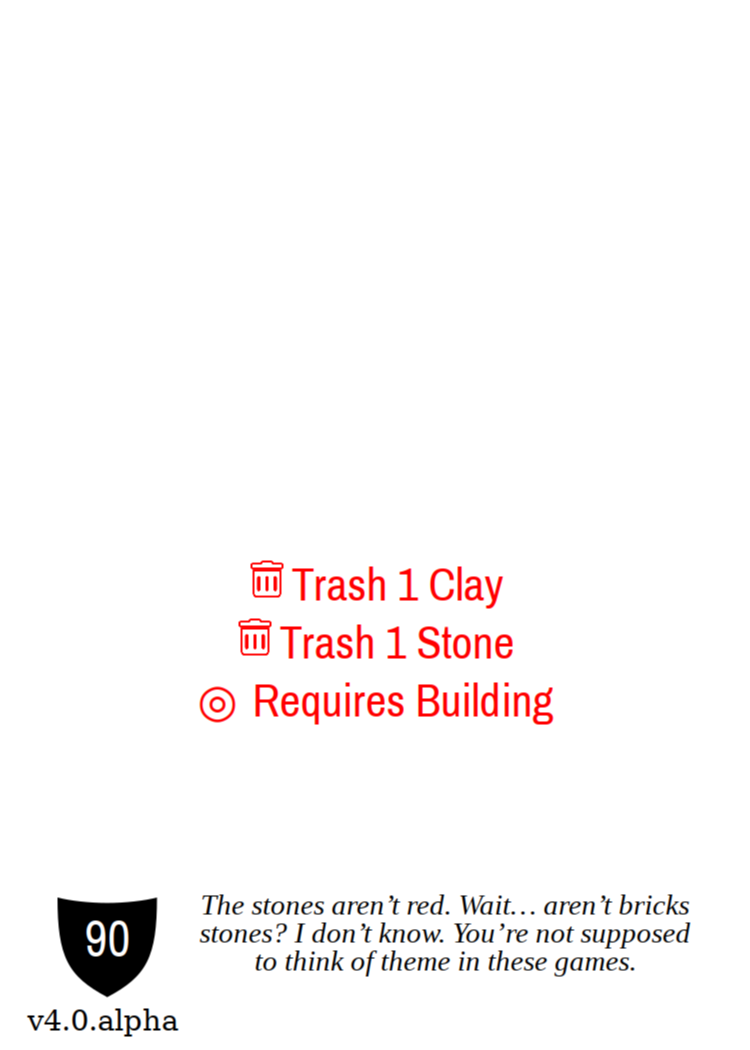 Trash 1 Clay
Trash 1 Stone
Requires Building
The stones aren’t red. Wait… aren’t bricks
stones? I don’t know. You’re not supposed
to think of theme in these games.
90
v4.0.alpha